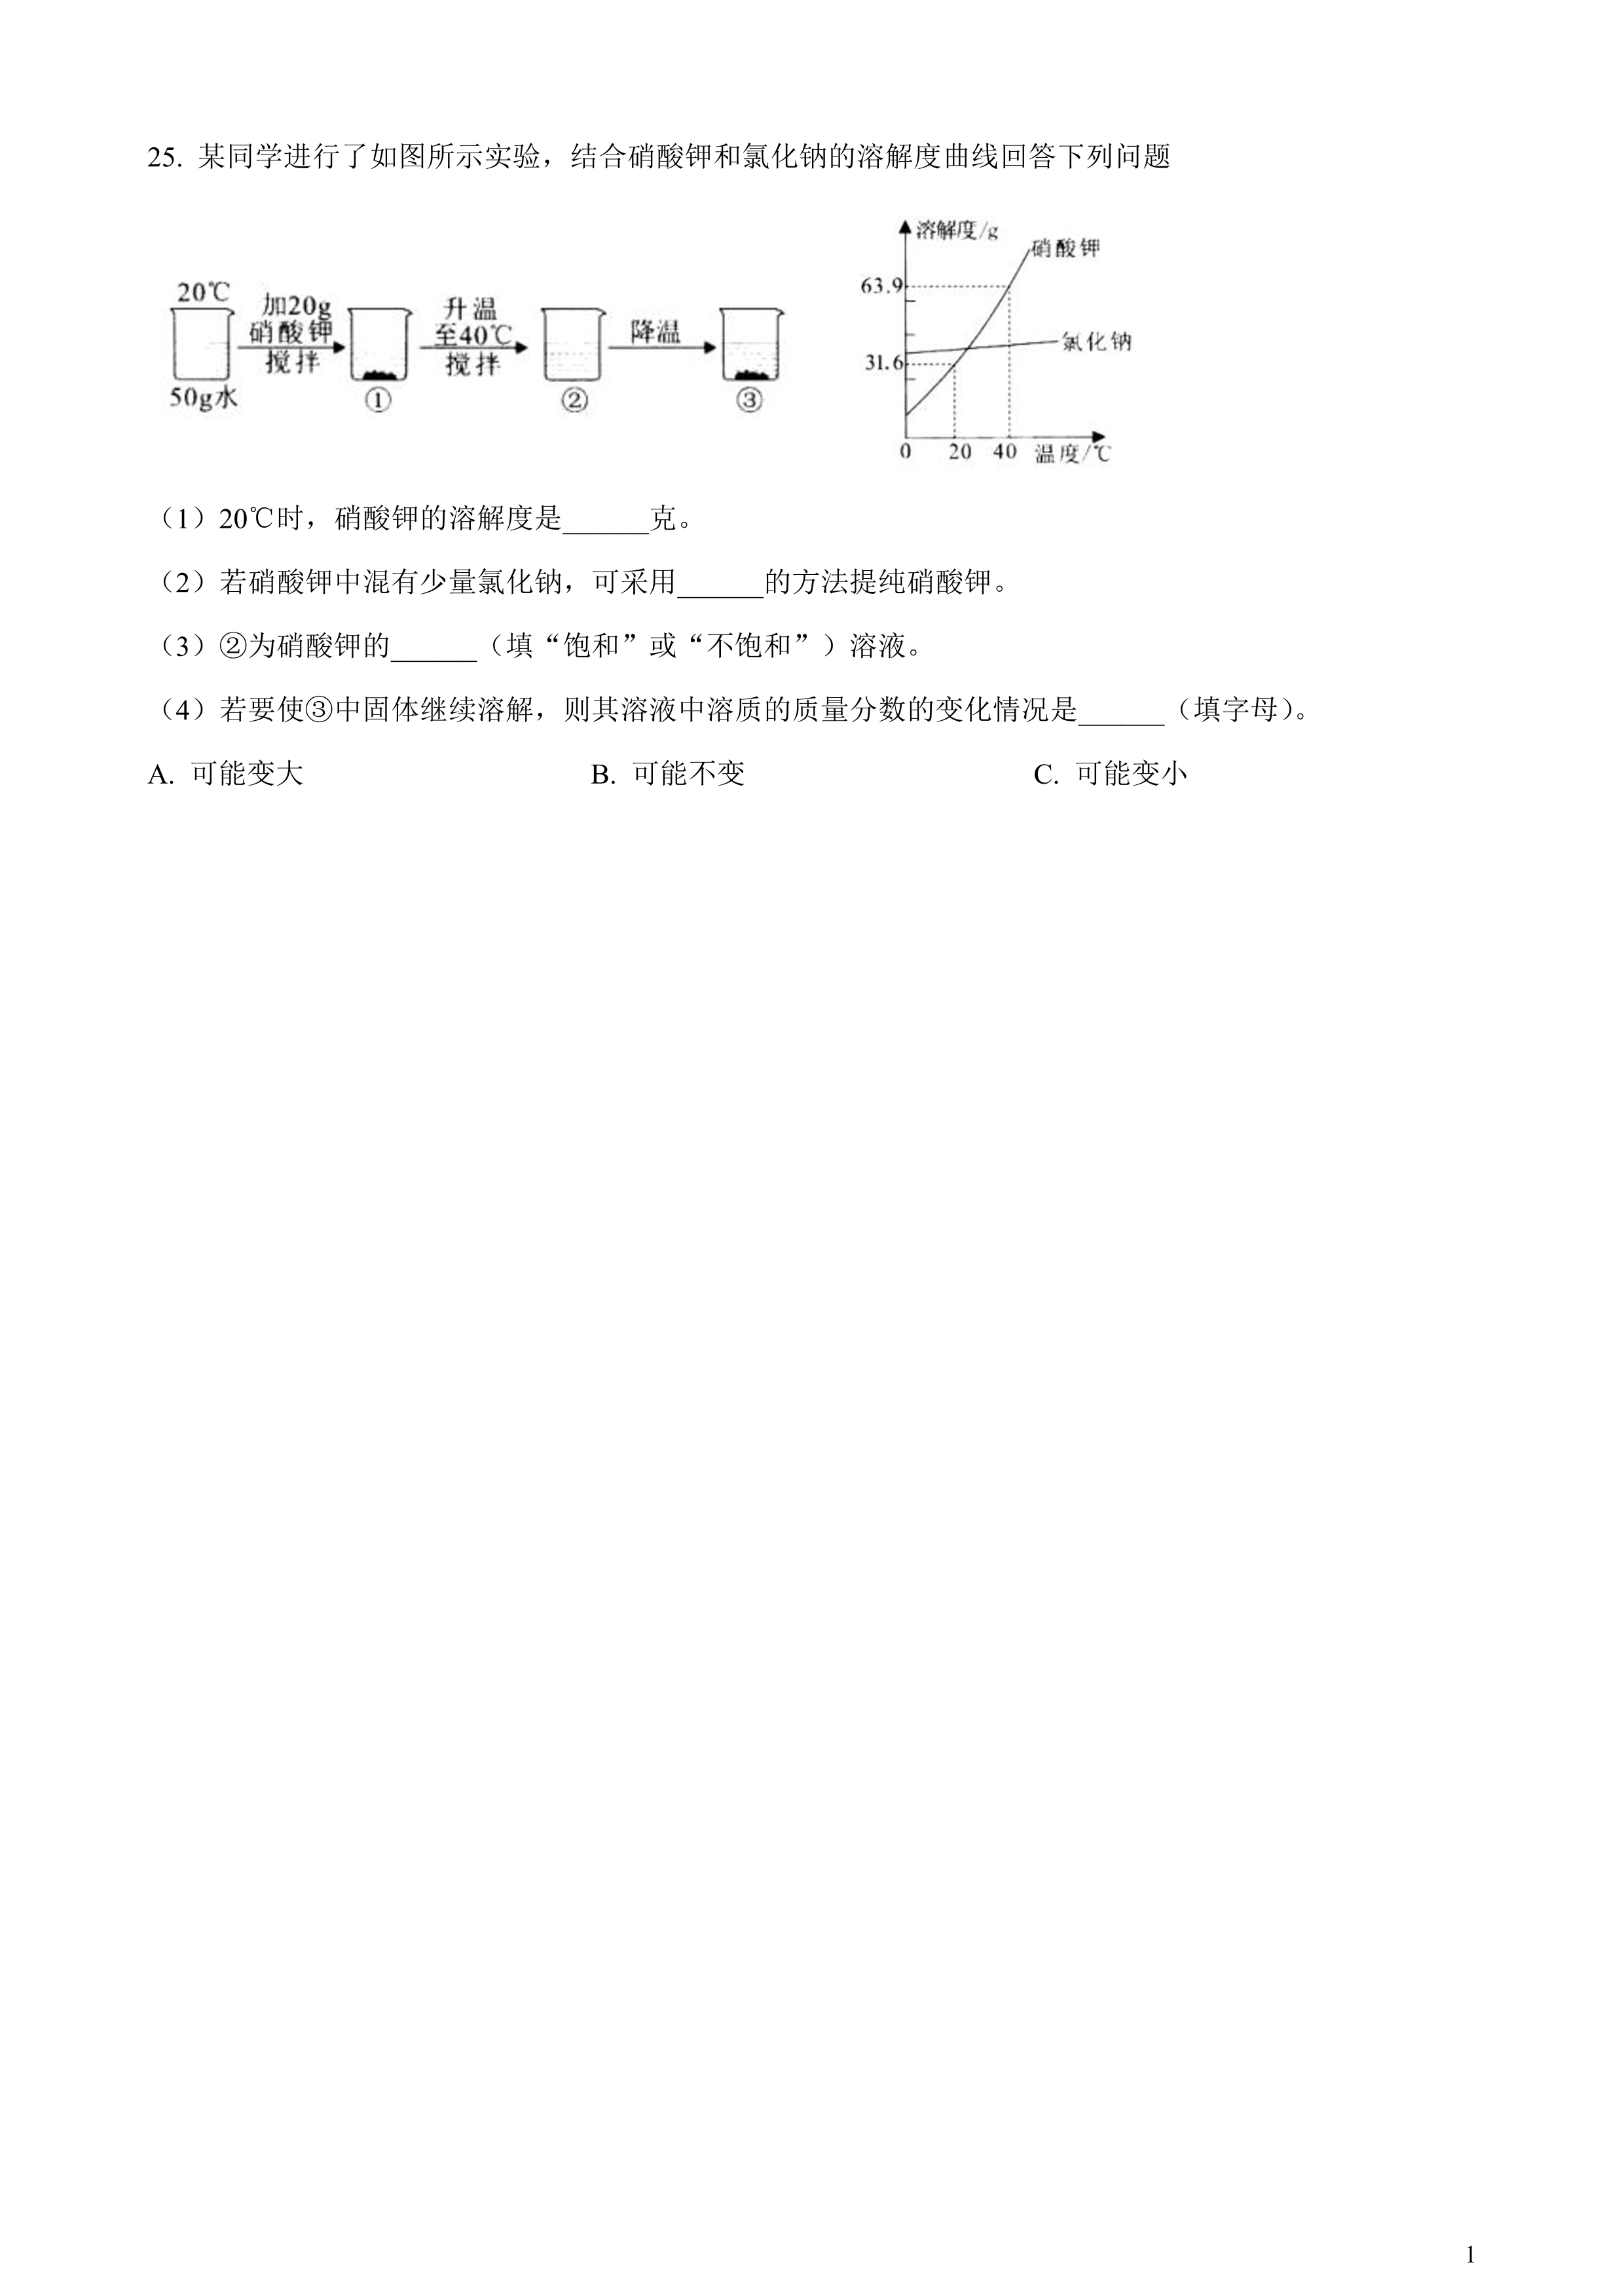 25. 某同学进行了如图所示实验，结合硝酸钾和氯化钠的溶解度曲线回答下列问题
20℃
50g水
加20g
硝酸钾
搅拌
①
升温
至40℃
搅拌
②
降温
③
溶解度/g
硝酸钾
63.9
氯化钠
31.6
0 20 40 温度/℃
（1）20℃时，硝酸钾的溶解度是______克。
（2）若硝酸钾中混有少量氯化钠，可采用______的方法提纯硝酸钾。
（3）②为硝酸钾的______（填“饱和”或“不饱和”）溶液。
（4）若要使③中固体继续溶解，则其溶液中溶质的质量分数的变化情况是______（填字母）。
A. 可能变大 B. 可能不变 C. 可能变小
1